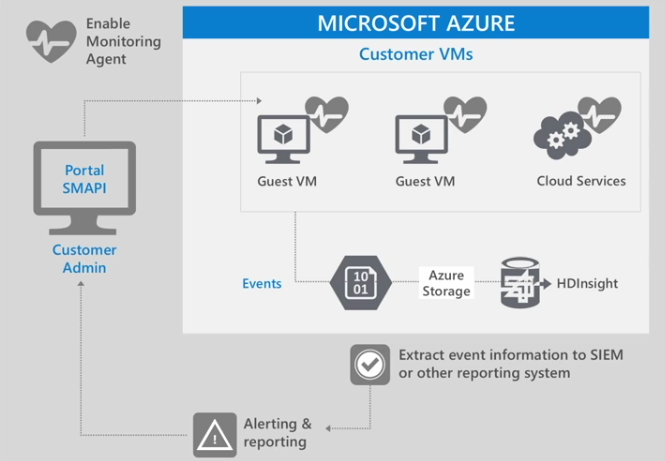 Enable
Monitoring
Agent
MICROSOFT AZURE
Customer VMs
Guest VM
Guest VM
Cloud Services
Portal
SMAPI
Customer
Admin
Events
10
01
Azure
Storage
HDInsight
Extract event information to SIEM
or other reporting system
Alerting &
reporting